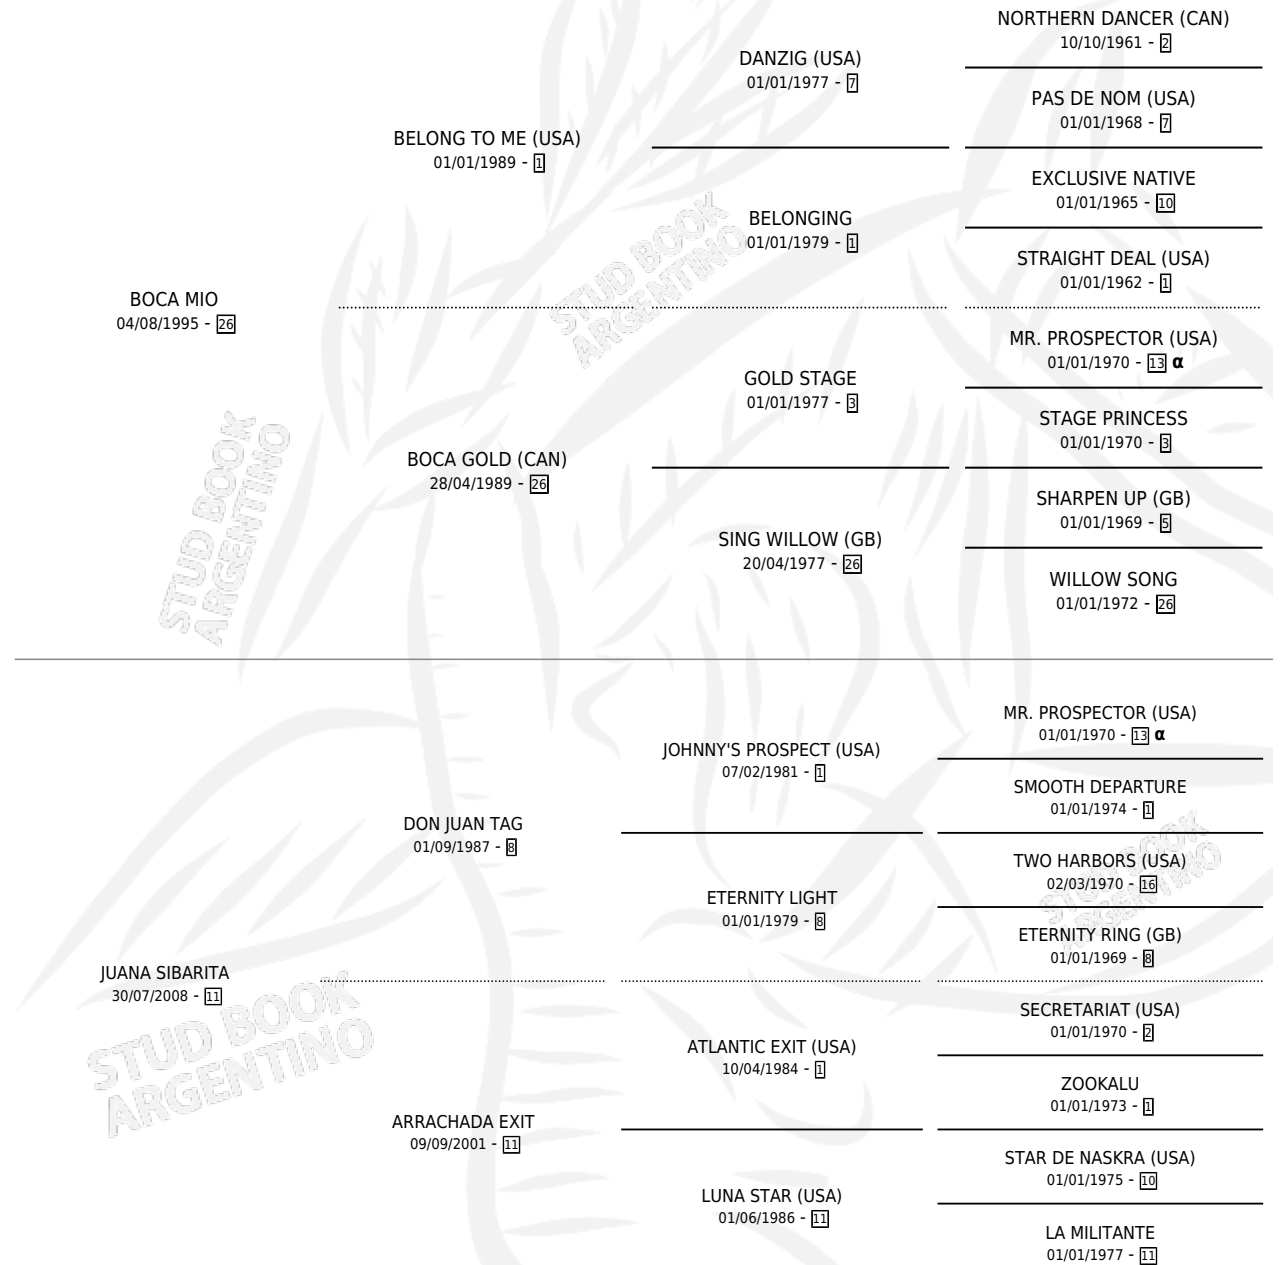 NORTHERN DANCER (CAN)
10/10/1961 - 2
DANZIG (USA)
01/01/1977 - 7
PAS DE NOM (USA)
01/01/1968 - 7
BELONG TO ME (USA)
01/01/1989 - 1
EXCLUSIVE NATIVE
01/01/1965 - 10
BELONGING
01/01/1979 - 1
STRAIGHT DEAL (USA)
01/01/1962 - 1
BOCA MIO
04/08/1995 - 26
MR. PROSPECTOR (USA)
01/01/1970 - 13 α
GOLD STAGE
01/01/1977 - 3
STAGE PRINCESS
01/01/1970 - 3
BOCA GOLD (CAN)
28/04/1989 - 26
SHARPEN UP (GB)
01/01/1969 - 5
SING WILLOW (GB)
20/04/1977 - 26
WILLOW SONG
01/01/1972 - 26
MR. PROSPECTOR (USA)
01/01/1970 - 13 α
JOHNNY'S PROSPECT (USA)
07/02/1981 - 1
SMOOTH DEPARTURE
01/01/1974 - 1
DON JUAN TAG
01/09/1987 - 8
TWO HARBORS (USA)
02/03/1970 - 16
ETERNITY LIGHT
01/01/1979 - 8
ETERNITY RING (GB)
01/01/1969 - 8
JUANA SIBARITA
30/07/2008 - 11
SECRETARIAT (USA)
01/01/1970 - 2
ATLANTIC EXIT (USA)
10/04/1984 - 1
ZOOKALU
01/01/1973 - 1
ARRACHADA EXIT
09/09/2001 - 11
STAR DE NASKRA (USA)
01/01/1975 - 10
LUNA STAR (USA)
01/06/1986 - 11
LA MILITANTE
01/01/1977 - 11
STUD BOOK
ARGENTINO
STUD BOOK
ARGENTINO
STUD BOOK
ARGENTINO
STUD BOOK
ARGENTINO